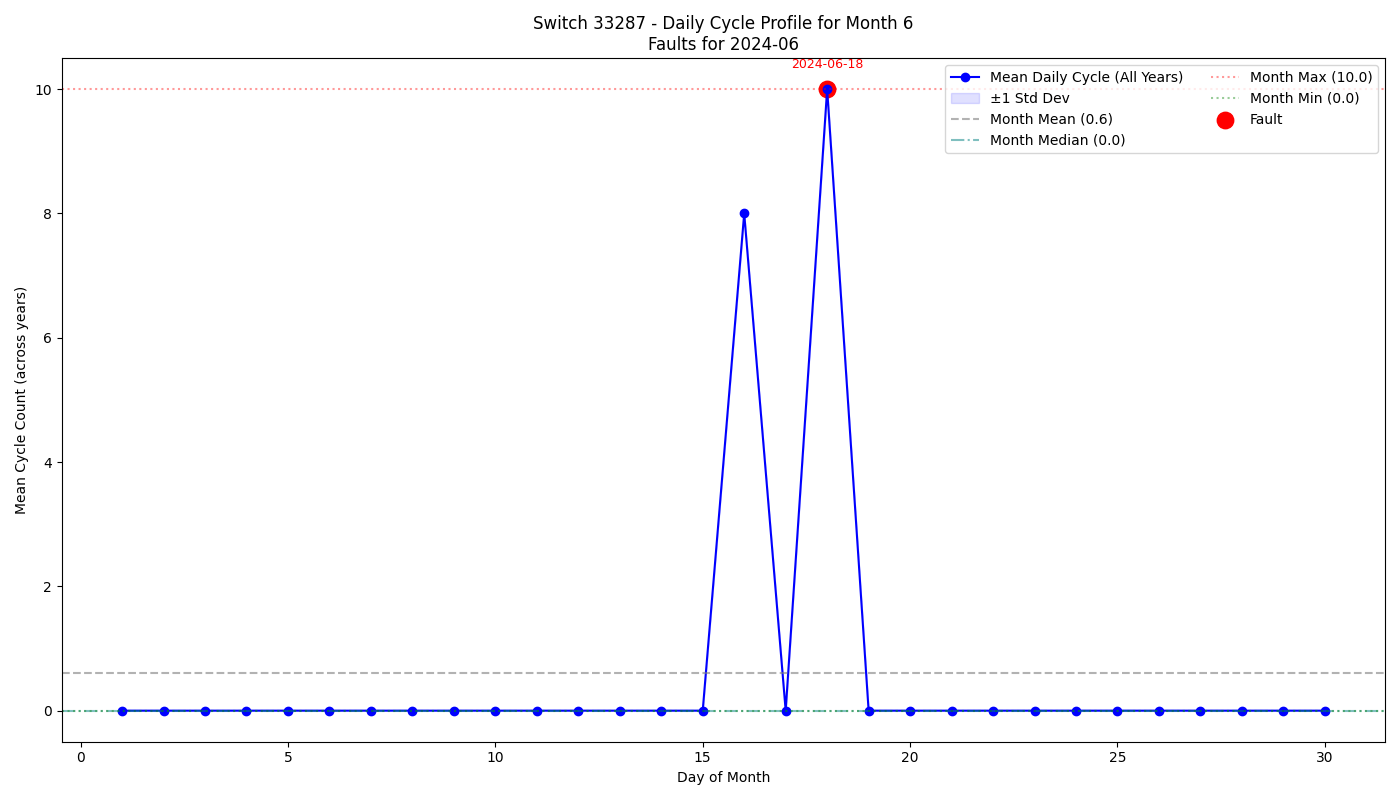 Switch 33287 - Daily Cycle Profile for Month 6
Faults for 2024-06
2024-06-18
Mean Daily Cycle (All Years)
±1 Std Dev
Month Mean (0.6)
Month Median (0.0)
Month Max (10.0)
Month Min (0.0)
Fault
Mean Cycle Count (across years)
10
8
6
4
2
0
0 5 10 15 20 25 30
Day of Month